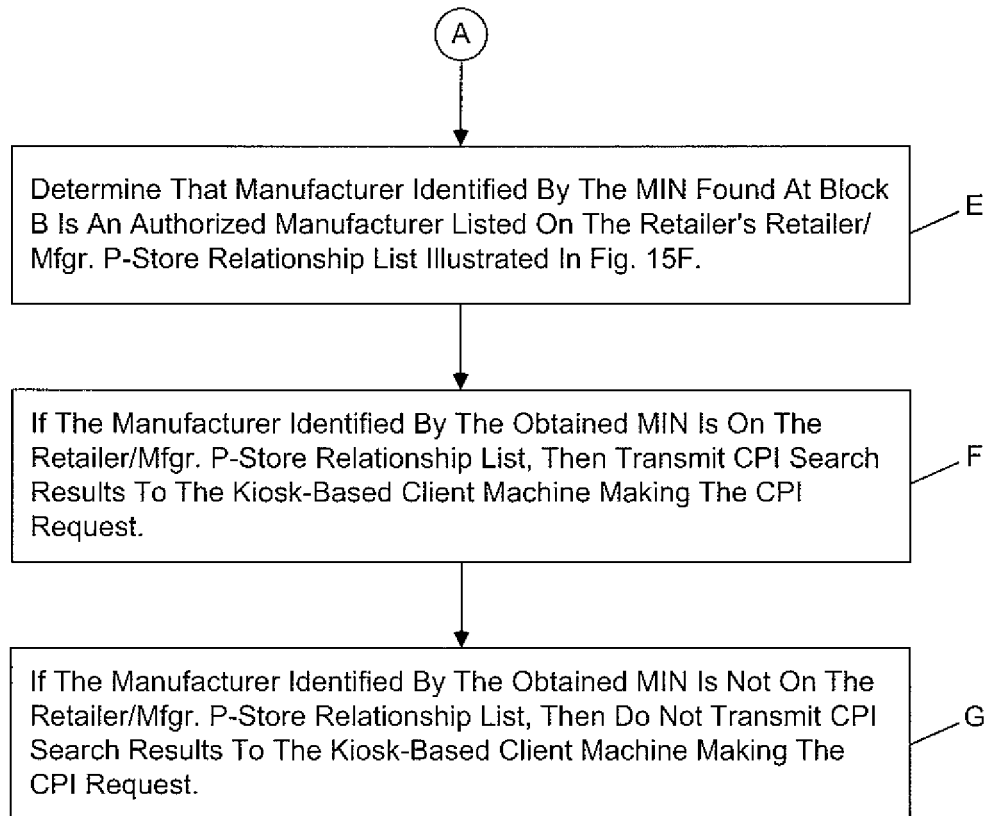 A
Determine That Manufacturer Identified By The MIN Found At Block
B Is An Authorized Manufacturer Listed On The Retailer's Retailer/
Mfgr. P-Store Relationship List Illustrated In Fig. 15F.
E
If The Manufacturer Identified By The Obtained MIN Is On The
Retailer/Mfgr. P-Store Relationship List, Then Transmit CPI Search
Results To The Kiosk-Based Client Machine Making The CPI
Request.
F
If The Manufacturer Identified By The Obtained MIN Is Not On The
Retailer/Mfgr. P-Store Relationship List, Then Do Not Transmit CPI
Search Results To The Kiosk-Based Client Machine Making The
CPI Request.
G